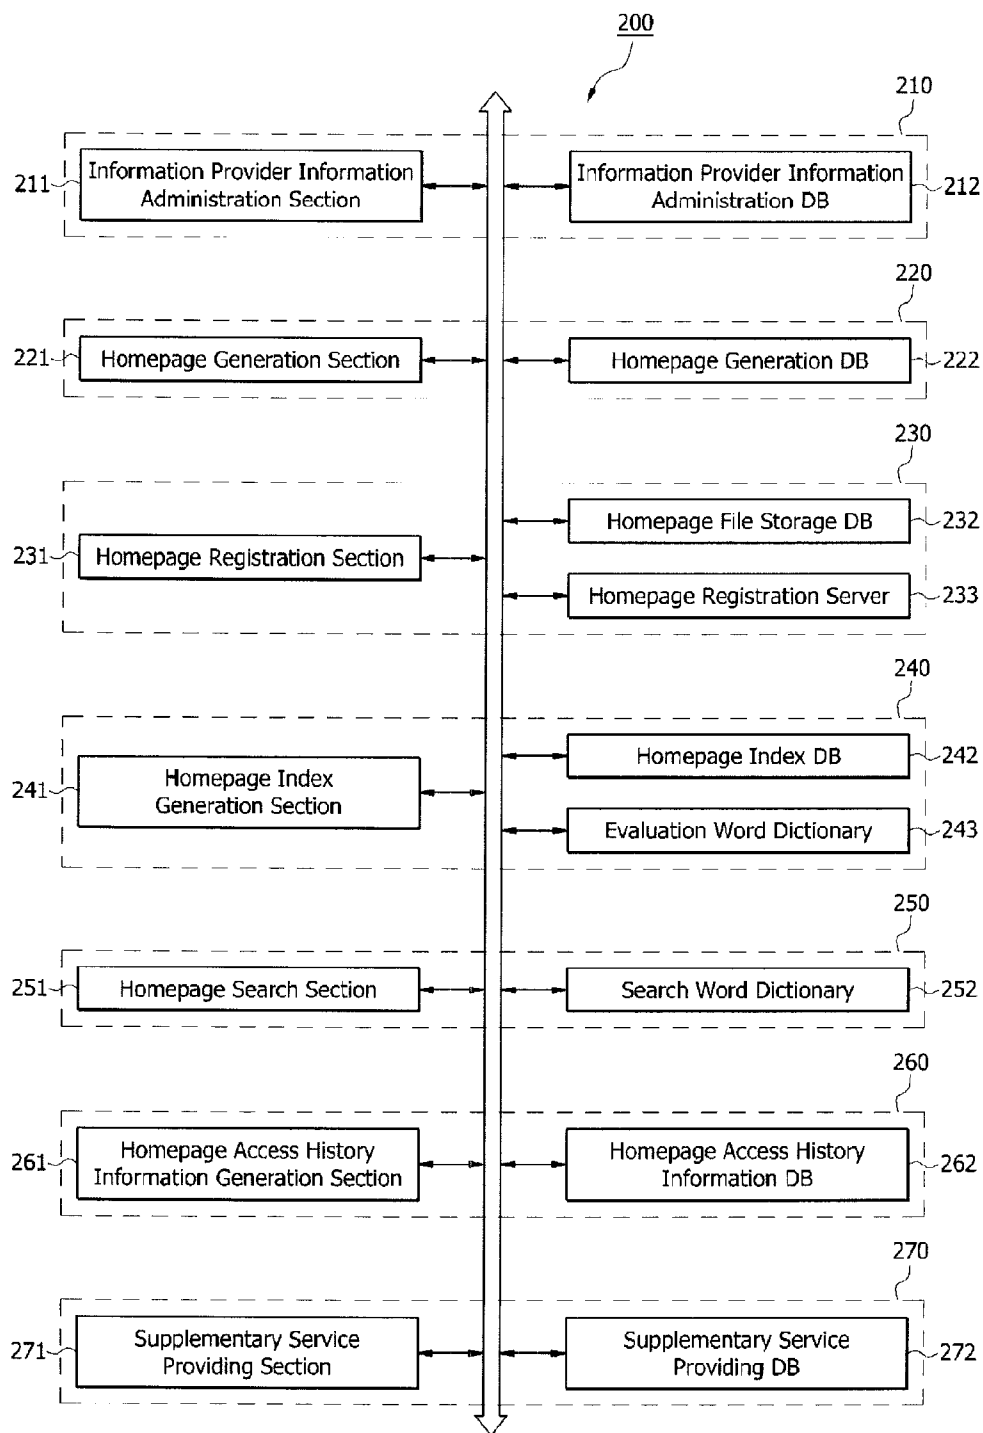 200
210
211
Information Provider Information
Administration Section
Information Provider Information
Administration DB
212
220
221
Homepage Generation Section
Homepage Generation DB
222
230
231
Homepage Registration Section
Homepage File Storage DB
232
Homepage Registration Server
233
240
241
Homepage Index
Generation Section
Homepage Index DB
242
Evaluation Word Dictionary
243
250
251
Homepage Search Section
Search Word Dictionary
252
260
261
Homepage Access History
Information Generation Section
Homepage Access History
Information DB
262
270
271
Supplementary Service
Providing Section
Supplementary Service
Providing DB
272